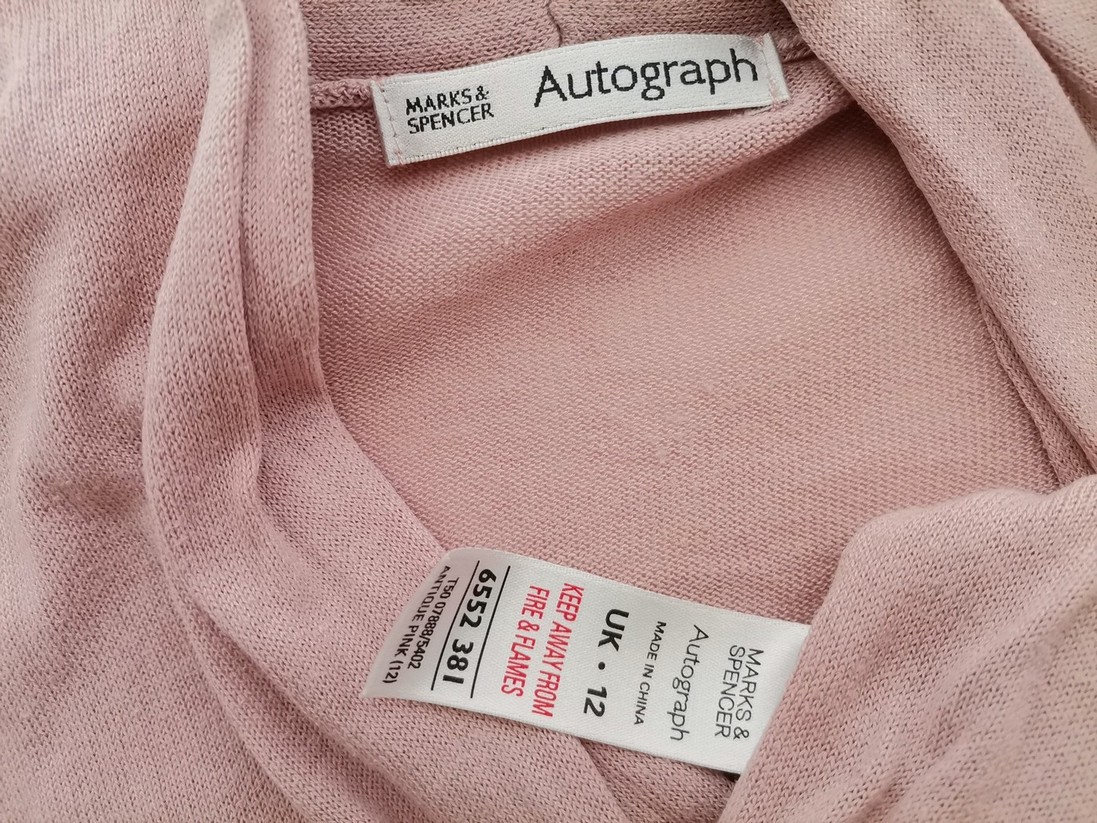 MARKS &
SPENCER
Autograph
MARKS &
SPENCER
Autograph
MADE IN CHINA
UK • 12
KEEP AWAY FROM
FIRE & FLAMES
6552 381
T50 07888/5402
ANTIQUE PINK (12)